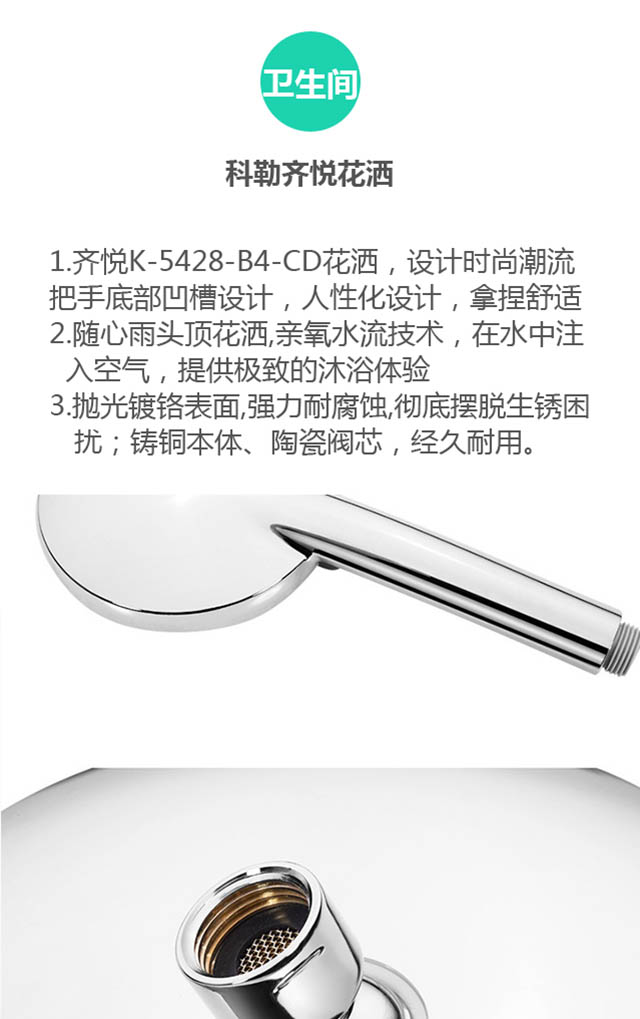 卫生间
科勒齐悦花洒
1.齐悦K-5428-B4-CD花洒，设计时尚潮流
把手底部凹槽设计，人性化设计，拿捏舒适
2.随心雨头顶花洒,亲氧水流技术，在水中注
入空气，提供极致的沐浴体验
3.抛光镀铬表面,强力耐腐蚀,彻底摆脱生锈困
扰；铸铜本体、陶瓷阀芯，经久耐用。